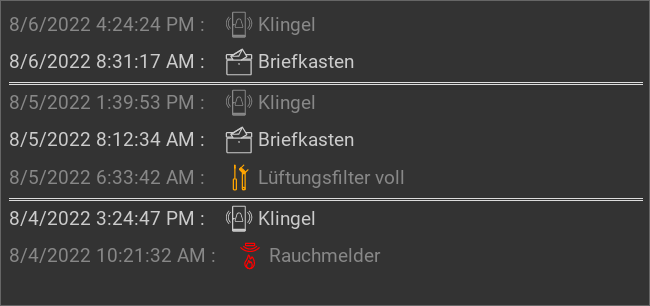 8/6/2022 4:24:24 PM : Klingel
8/6/2022 8:31:17 AM : Briefkasten
8/5/2022 1:39:53 PM : Klingel
8/5/2022 8:12:34 AM : Briefkasten
8/5/2022 6:33:42 AM : Lüftungsfilter voll
8/4/2022 3:24:47 PM : Klingel
8/4/2022 10:21:32 AM : Rauchmelder